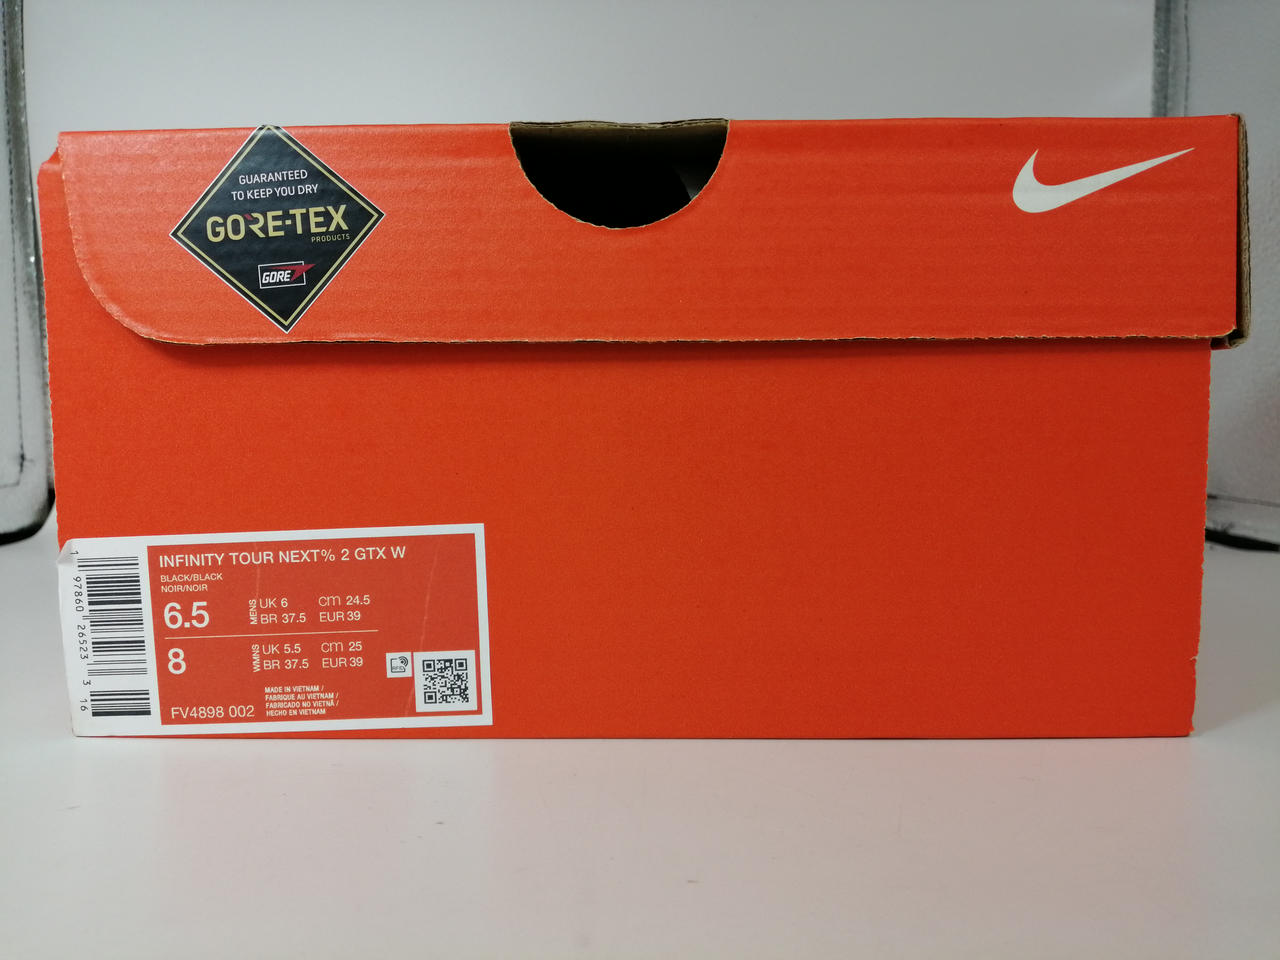 GUARANTEED
TO KEEP YOU DRY
GORE-TEX
PRODUCTS
GORE
INFINITY TOUR NEXT% 2 GTX W
BLACK/BLACK
NOIR/NOIR
6.5
MENS
UK 6 cm 24.5
BR 37.5 EUR 39
8
WMNS
UK 5.5 cm 25
BR 37.5 EUR 39
RFID
FV4898 002
MADE IN VIETNAM /
FABRIQUE AU VIETNAM /
FABRICADO NO VIETNÃ /
HECHO EN VIETNAM
1 97860 26523 3 16